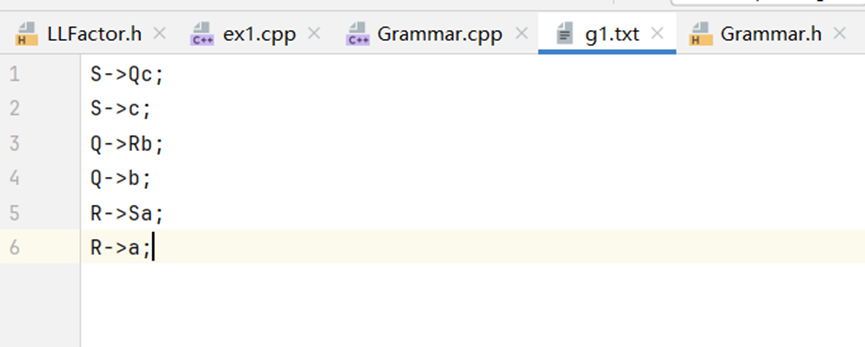 LLFactor.h ex1.cpp Grammar.cpp g1.txt Grammar.h
1 S->Qc;
2 S->c;
3 Q->Rb;
4 Q->b;
5 R->Sa;
6 R->a;